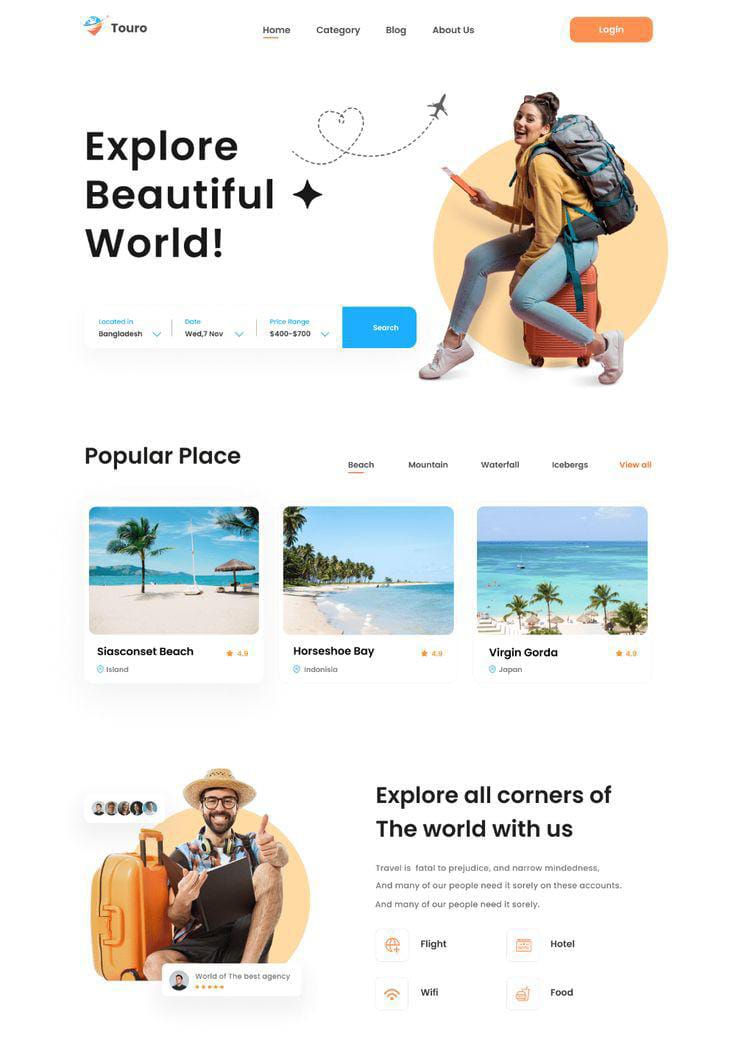 Touro
Home Category Blog About Us
Login
Explore
Beautiful
World!
Located in Date Price Range
Bangladesh Wed,7 Nov $400-$700
Search
Popular Place
Beach Mountain Waterfall Icebergs View all
Siasconset Beach 4.9
Island
Horseshoe Bay 4.9
Indonisia
Virgin Gorda 4.9
Japan
World of The best agency
Explore all corners of
The world with us
Travel is fatal to prejudice, and narrow mindedness,
And many of our people need it sorely on these accounts.
And many of our people need it sorely.
Flight Hotel
Wifi Food